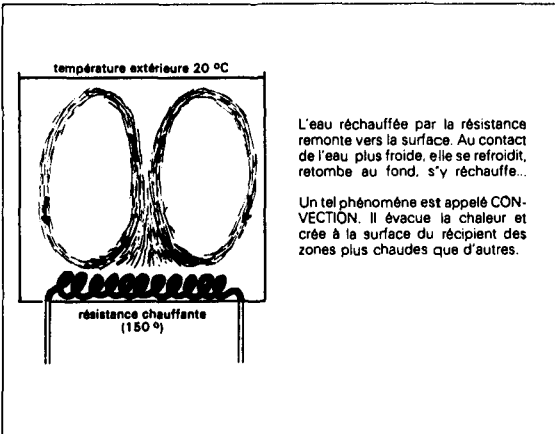 température extérieure 20 °C
L'eau réchauffée par la résistance
remonte vers la surface. Au contact
de l'eau plus froide, elle se refroidit,
retombe au fond, s'y réchauffe...
Un tel phénoméne est appelé CON-
VECTION. Il évacue la chaleur et
crée à la surface du récipient des
zones plus chaudes que d'autres.
résistance chauffante
(150 °)